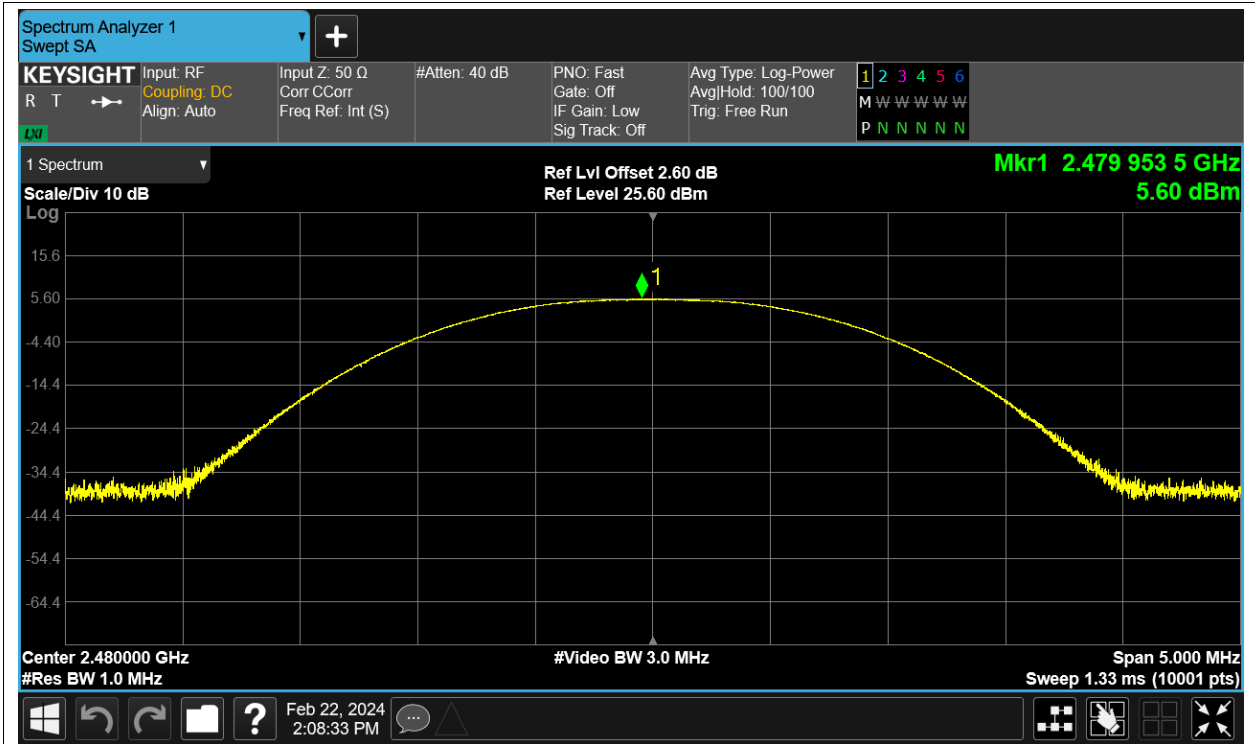 Spectrum Analyzer 1
Swept SA
KEYSIGHT
R T
LXI
Input: RF
Coupling: DC
Align: Auto
Input Z: 50 Ω
Corr CCorr
Freq Ref: Int (S)
#Atten: 40 dB
PNO: Fast
Gate: Off
IF Gain: Low
Sig Track: Off
Avg Type: Log-Power
Avg|Hold: 100/100
Trig: Free Run
1 2 3 4 5 6
M W W W W W
P N N N N N
1 Spectrum
Scale/Div 10 dB
Log
Ref Lvl Offset 2.60 dB
Ref Level 25.60 dBm
Mkr1 2.479 953 5 GHz
5.60 dBm
1
15.6
5.60
-4.40
-14.4
-24.4
-34.4
-44.4
-54.4
-64.4
Center 2.480000 GHz
#Res BW 1.0 MHz
#Video BW 3.0 MHz
Span 5.000 MHz
Sweep 1.33 ms (10001 pts)
?
Feb 22, 2024
2:08:33 PM